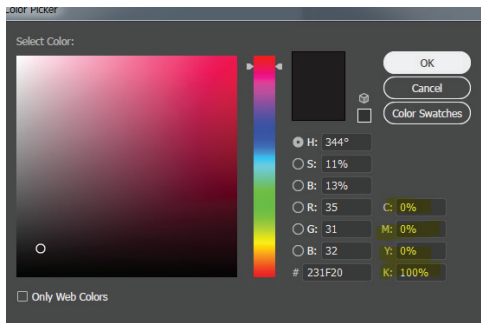 Color Picker
Select Color:
OK
Cancel
Color Swatches
H: 344°
S: 11%
B: 13%
R: 35 C: 0%
G: 31 M: 0%
B: 32 Y: 0%
# 231F20 K: 100%
Only Web Colors